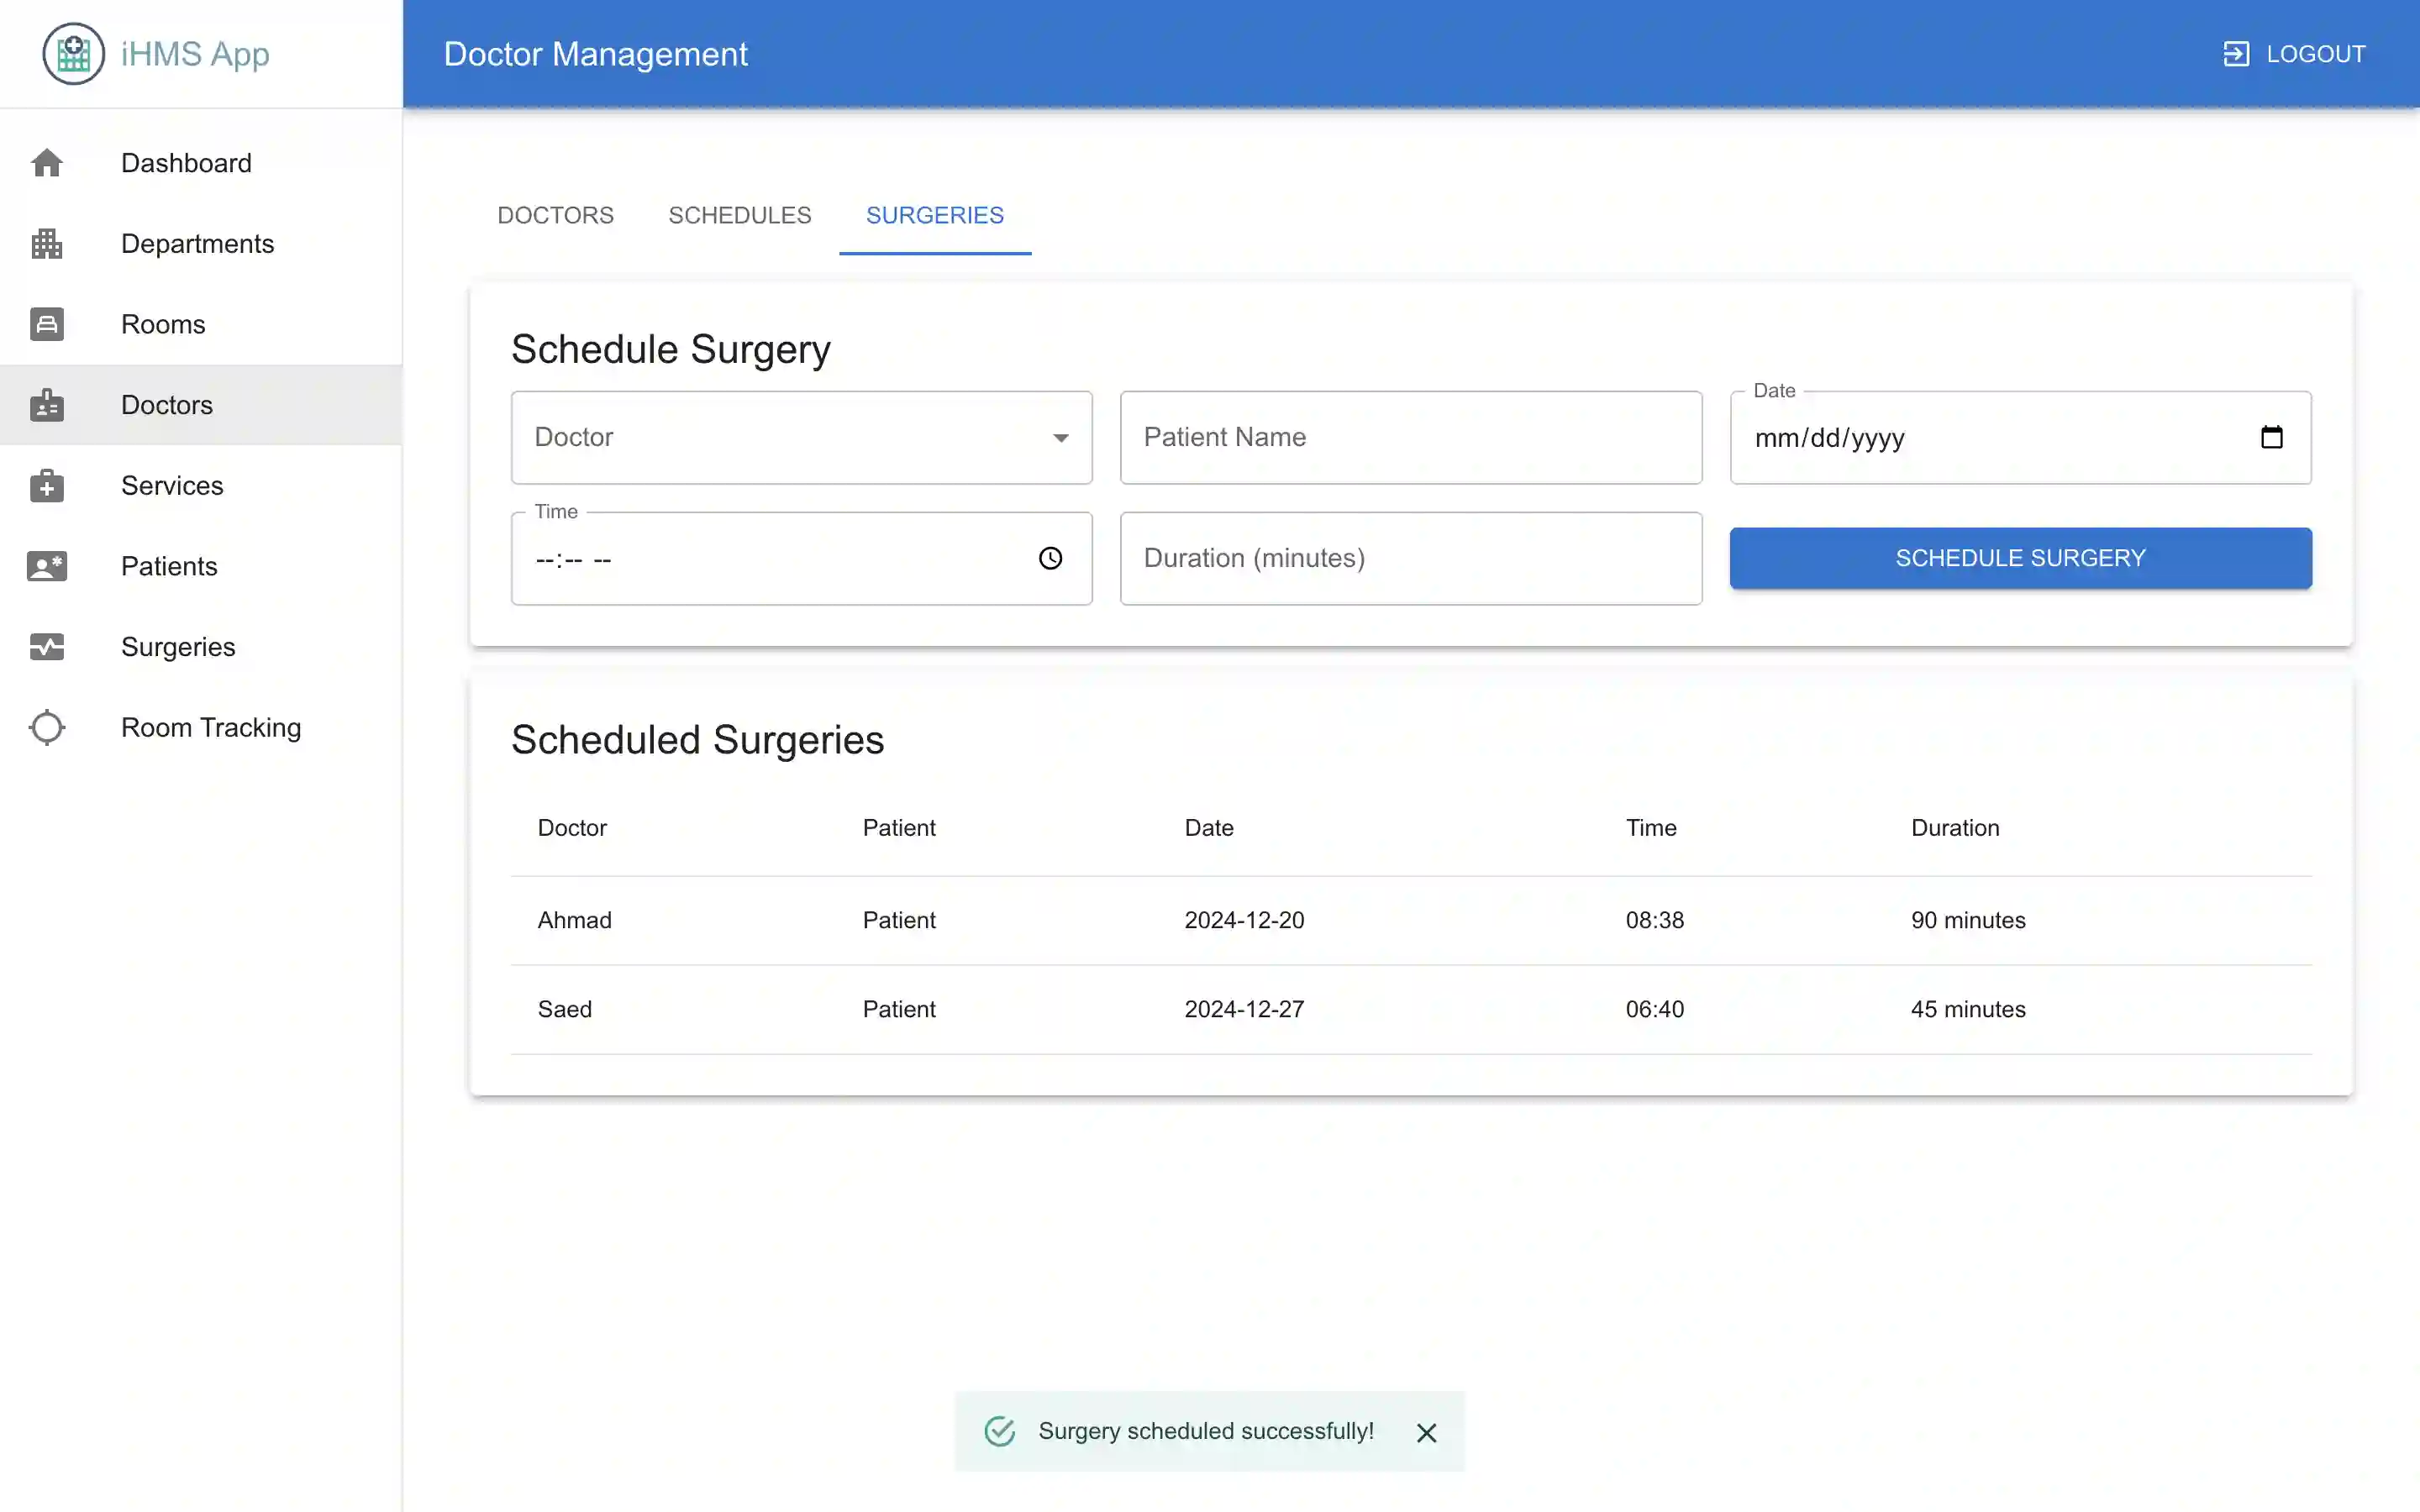 iHMS App
Doctor Management
LOGOUT
Dashboard
Departments
Rooms
Doctors
Services
Patients
Surgeries
Room Tracking
DOCTORS SCHEDULES SURGERIES
Schedule Surgery
Doctor
Patient Name
Date
mm/dd/yyyy
Time
--:-- --
Duration (minutes)
SCHEDULE SURGERY
Scheduled Surgeries
Doctor Patient Date Time Duration
Ahmad Patient 2024-12-20 08:38 90 minutes
Saed Patient 2024-12-27 06:40 45 minutes
Surgery scheduled successfully!